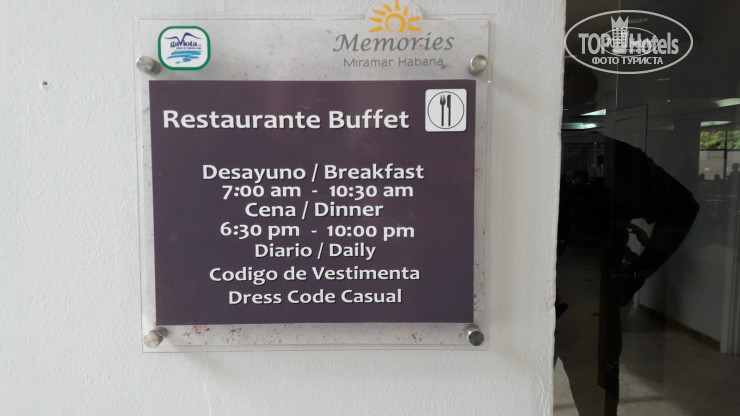 gaviota
Memories
Miramar Habana
Restaurante Buffet
Desayuno / Breakfast
7:00 am - 10:30 am
Cena / Dinner
6:30 pm - 10:00 pm
Diario / Daily
Codigo de Vestimenta
Dress Code Casual
TOP Hotels
ФОТО ТУРИСТА